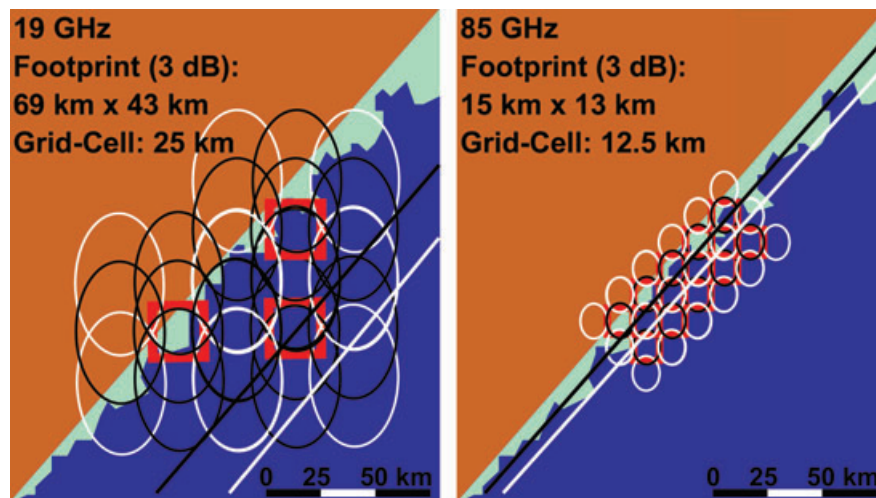 19 GHz
Footprint (3 dB):
69 km x 43 km
Grid-Cell: 25 km
0 25 50 km
85 GHz
Footprint (3 dB):
15 km x 13 km
Grid-Cell: 12.5 km
0 25 50 km